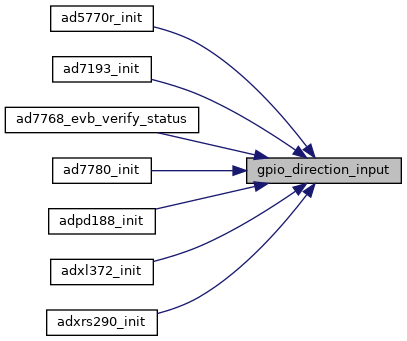 ad5770r_init
ad7193_init
ad7768_evb_verify_status
ad7780_init
gpio_direction_input
adpd188_init
adxl372_init
adxrs290_init